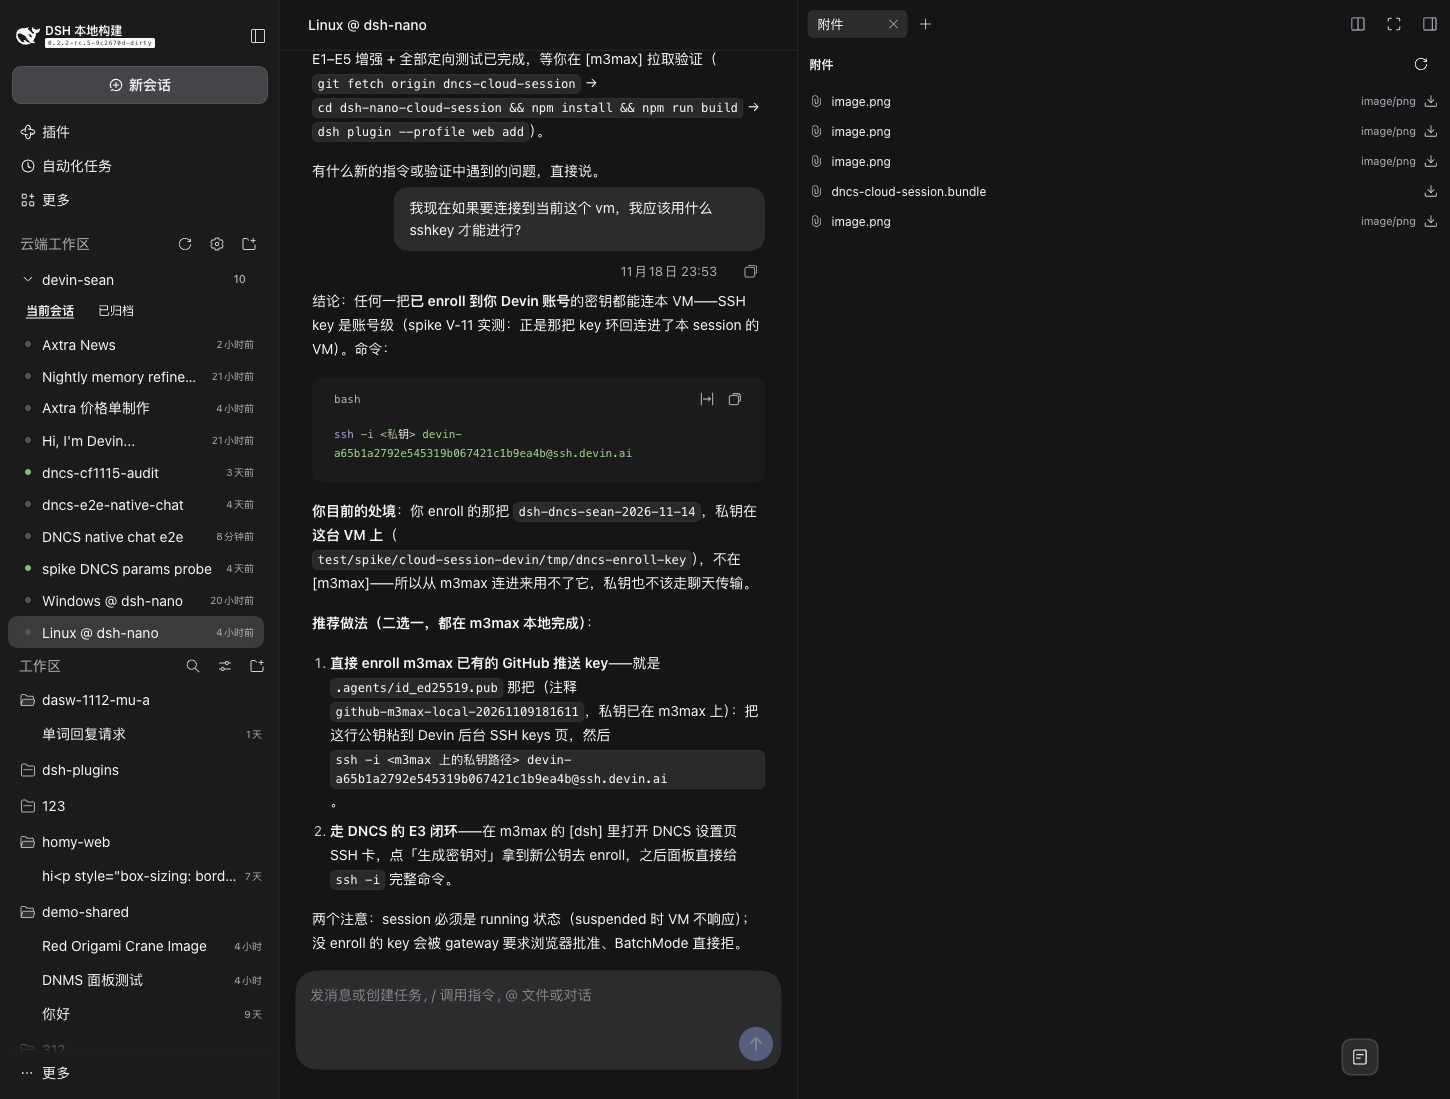 DSH 本地构建
0.2.2-rc.5-9c2670d-dirty
新会话
插件
自动化任务
更多
云端工作区
devin-sean 10
当前会话 已归档
Axtra News 2小时前
Nightly memory refine... 21小时前
Axtra 价格单制作 4小时前
Hi, I'm Devin... 21小时前
dncs-cf1115-audit 3天前
dncs-e2e-native-chat 4天前
DNCS native chat e2e 8分钟前
spike DNCS params probe 4天前
Windows @ dsh-nano 20小时前
Linux @ dsh-nano 4小时前
工作区
dasw-1112-mu-a
单词回复请求 1天
dsh-plugins
123
homy-web
hi<p style="box-sizing: bord... 7天
demo-shared
Red Origami Crane Image 4小时
DNMS 面板测试 4小时
你好 9天
312
更多
Linux @ dsh-nano
E1–E5 增强 + 全部定向测试已完成，等你在 [m3max] 拉取验证（
git fetch origin dncs-cloud-session →
cd dsh-nano-cloud-session && npm install && npm run build →
dsh plugin --profile web add）。
有什么新的指令或验证中遇到的问题，直接说。
我现在如果要连接到当前这个 vm，我应该用什么
sshkey 才能进行?
11月18日 23:53
结论：任何一把已 enroll 到你 Devin 账号的密钥都能连本 VM——SSH
key 是账号级（spike V-11 实测：正是那把 key 环回连进了本 session 的
VM）。命令：
bash
ssh -i <私钥> devin-
a65b1a2792e545319b067421c1b9ea4b@ssh.devin.ai
你目前的处境：你 enroll 的那把 dsh-dncs-sean-2026-11-14，私钥在
这台 VM 上（
test/spike/cloud-session-devin/tmp/dncs-enroll-key），不在
[m3max]——所以从 m3max 连进来用不了它，私钥也不该走聊天传输。
推荐做法（二选一，都在 m3max 本地完成）：
1. 直接 enroll m3max 已有的 GitHub 推送 key——就是
.agents/id_ed25519.pub 那把（注释
github-m3max-local-20261109181611，私钥已在 m3max 上）：把
这行公钥粘到 Devin 后台 SSH keys 页，然后
ssh -i <m3max 上的私钥路径> devin-
a65b1a2792e545319b067421c1b9ea4b@ssh.devin.ai
。
2. 走 DNCS 的 E3 闭环——在 m3max 的 [dsh] 里打开 DNCS 设置页
SSH 卡，点「生成密钥对」拿到新公钥去 enroll，之后面板直接给
ssh -i 完整命令。
两个注意：session 必须是 running 状态（suspended 时 VM 不响应）；
没 enroll 的 key 会被 gateway 要求浏览器批准、BatchMode 直接拒。
发消息或创建任务, / 调用指令, @ 文件或对话
附件
附件
image.png image/png
image.png image/png
image.png image/png
dncs-cloud-session.bundle
image.png image/png